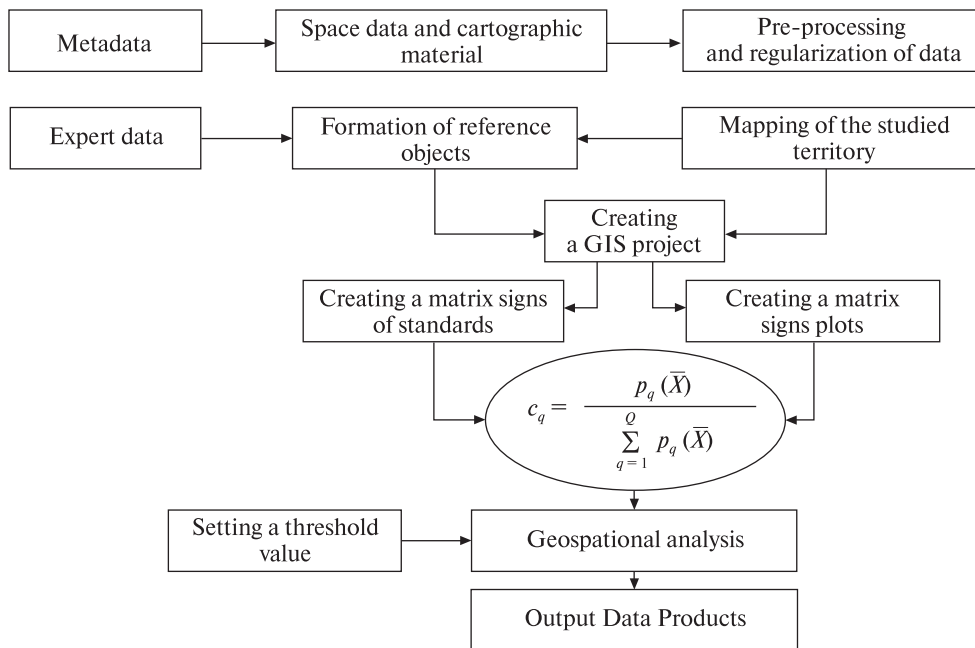 Metadata
Space data and cartographic
material
Pre-processing
and regularization of data
Expert data
Formation of reference
objects
Mapping of the studied
territory
Creating
a GIS project
Creating a matrix signs
of standards
Creating a matrix
signs plots
c_q = p_q (X̅) / ∑_{q = 1}^{Q} p_q (X̅)
Setting a threshold
value
Geospational analysis
Output Data Products